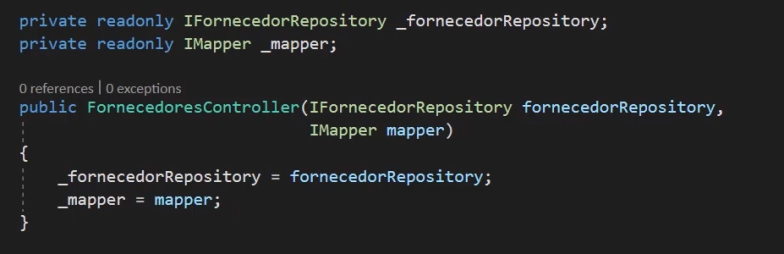 private readonly IFornecedorRepository _fornecedorRepository;
private readonly IMapper _mapper;
0 references | 0 exceptions
public FornecedoresController(IFornecedorRepository fornecedorRepository,
IMapper mapper)
{
_fornecedorRepository = fornecedorRepository;
_mapper = mapper;
}